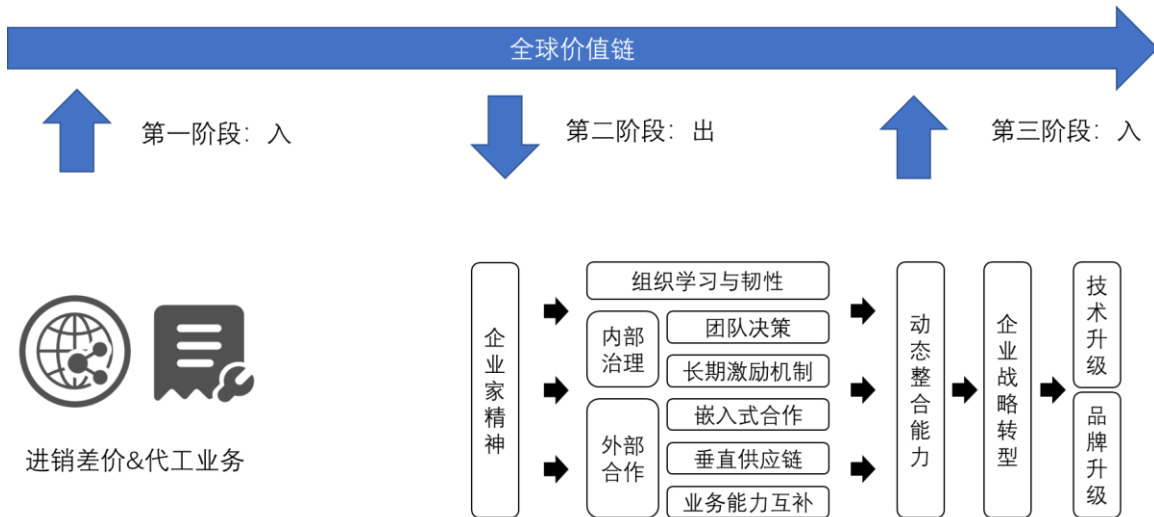 全球价值链
第一阶段：入
第二阶段：出
第三阶段：入
进销差价&代工业务
企业家精神
组织学习与韧性
内部
治理
团队决策
长期激励机制
外部
合作
嵌入式合作
垂直供应链
业务能力互补
动态整合能力
企业战略转型
技术升级
品牌升级